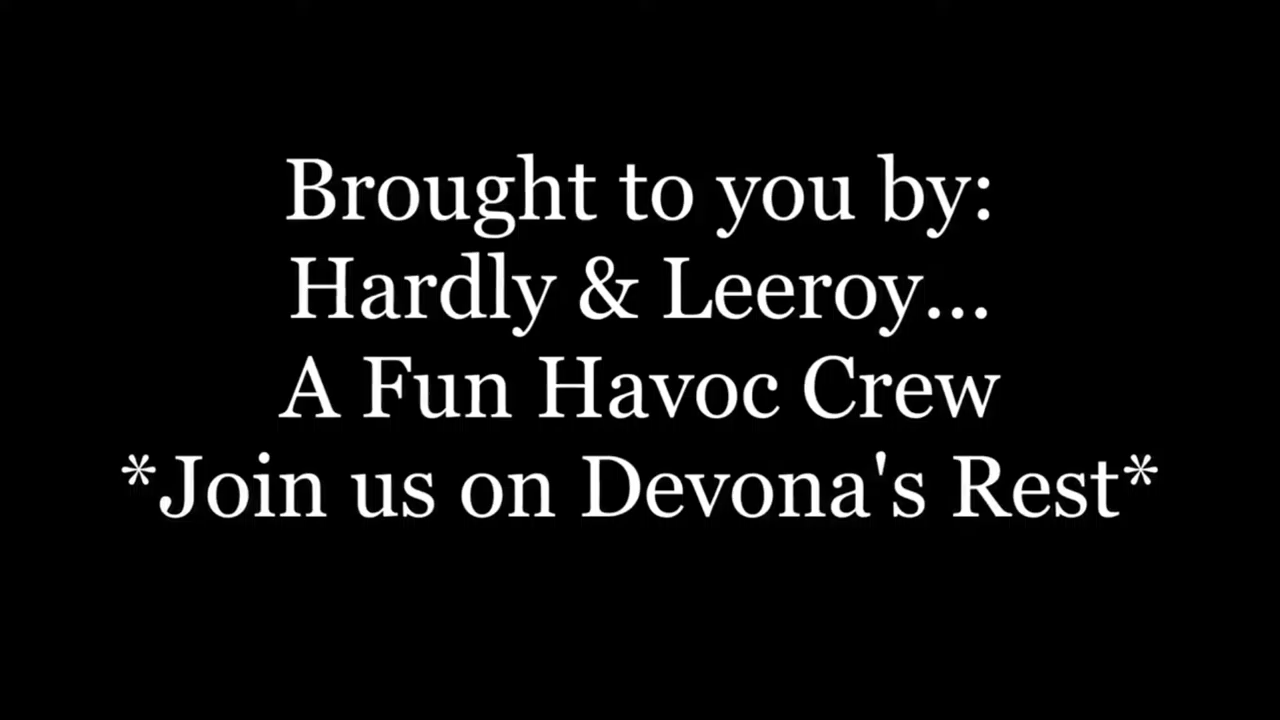 Brought to you by:
Hardly & Leeroy...
A Fun Havoc Crew
*Join us on Devona's Rest*